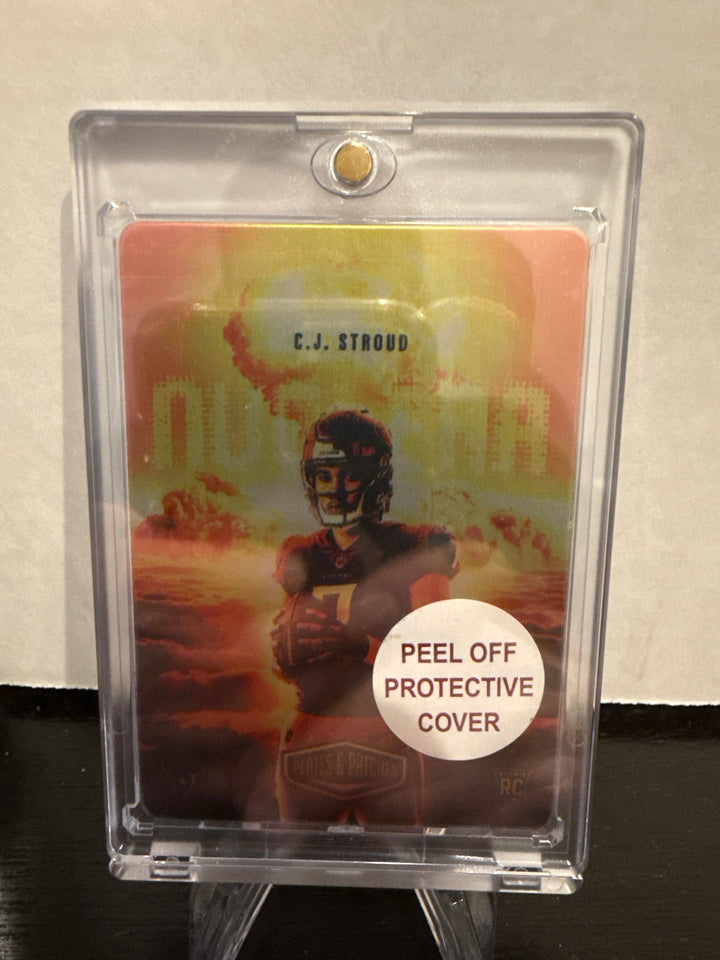 C.J. STROUD
PEEL OFF
PROTECTIVE
COVER
PLATES & PATCHES
RC